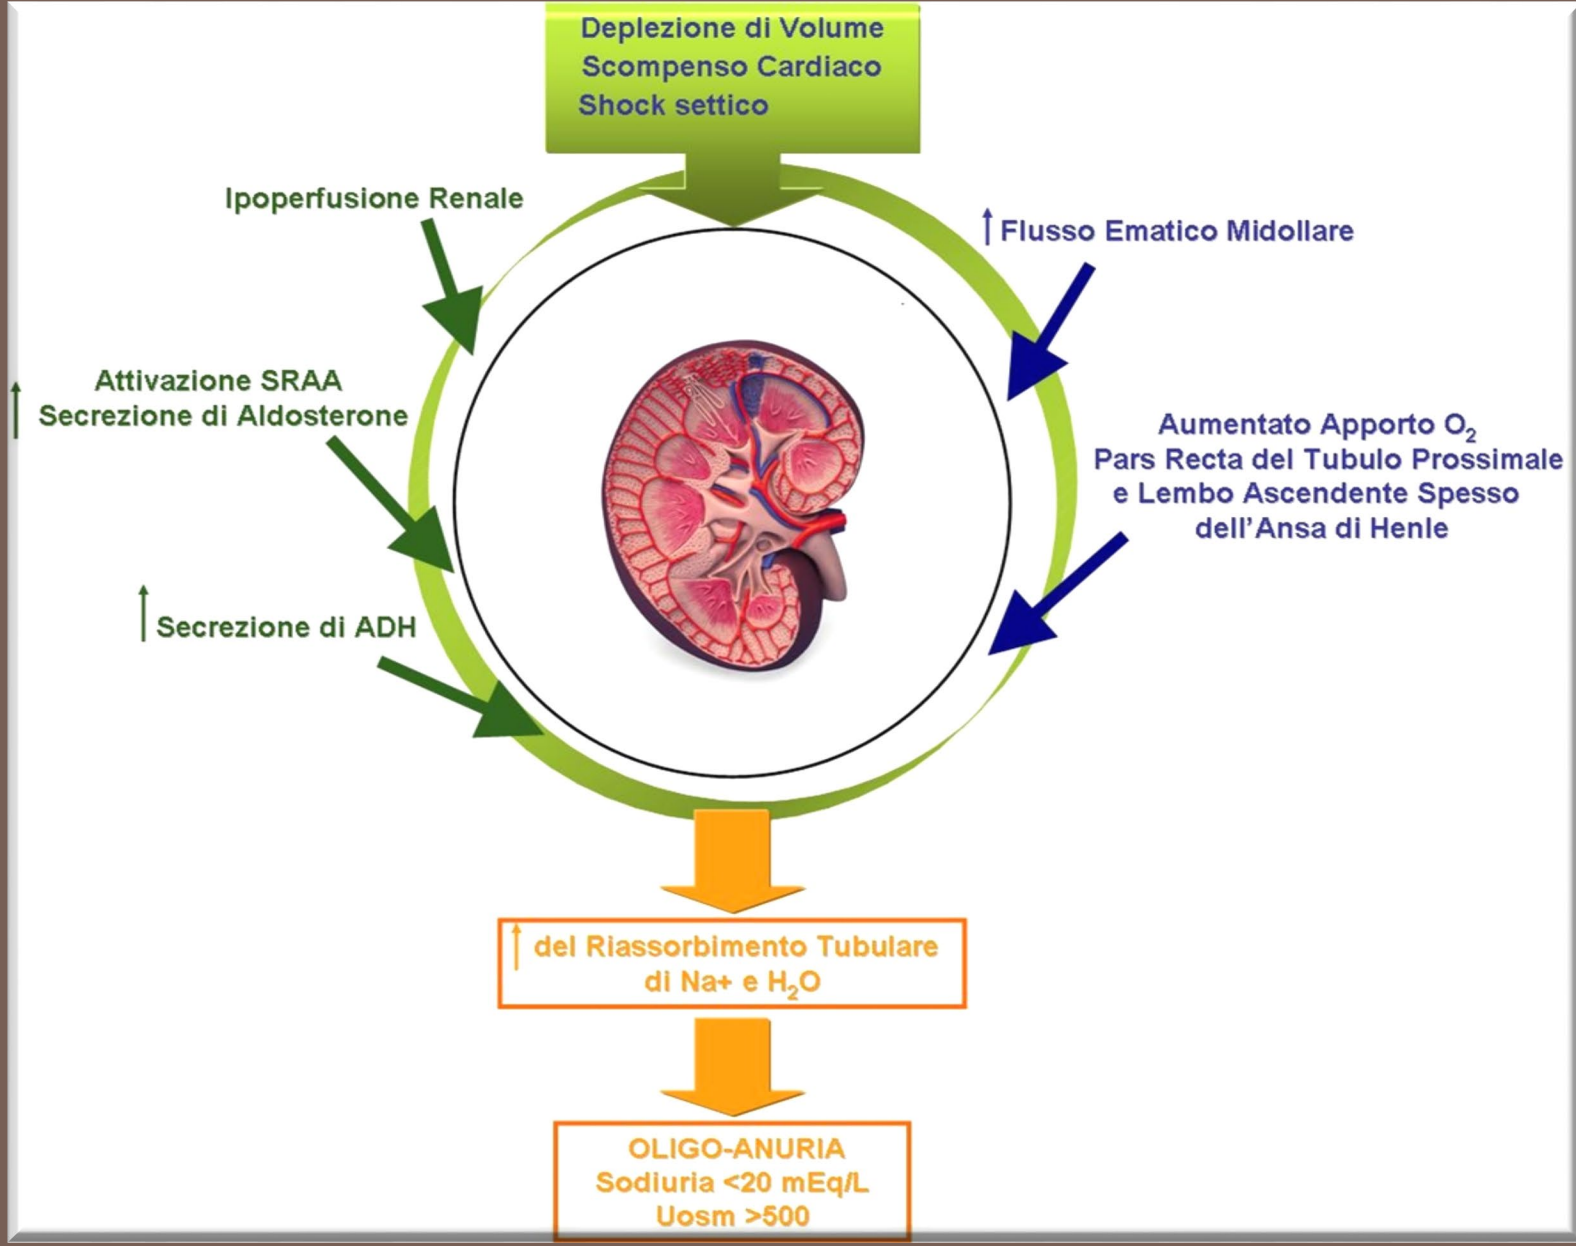 Deplezione di Volume
Scompenso Cardiaco
Shock settico
Ipoperfusione Renale
↑ Flusso Ematico Midollare
Attivazione SRAA
↑ Secrezione di Aldosterone
Aumentato Apporto O₂
Pars Recta del Tubulo Prossimale
e Lembo Ascendente Spesso
dell'Ansa di Henle
↑ Secrezione di ADH
↑ del Riassorbimento Tubulare
di Na+ e H₂O
OLIGO-ANURIA
Sodiuria <20 mEq/L
Uosm >500